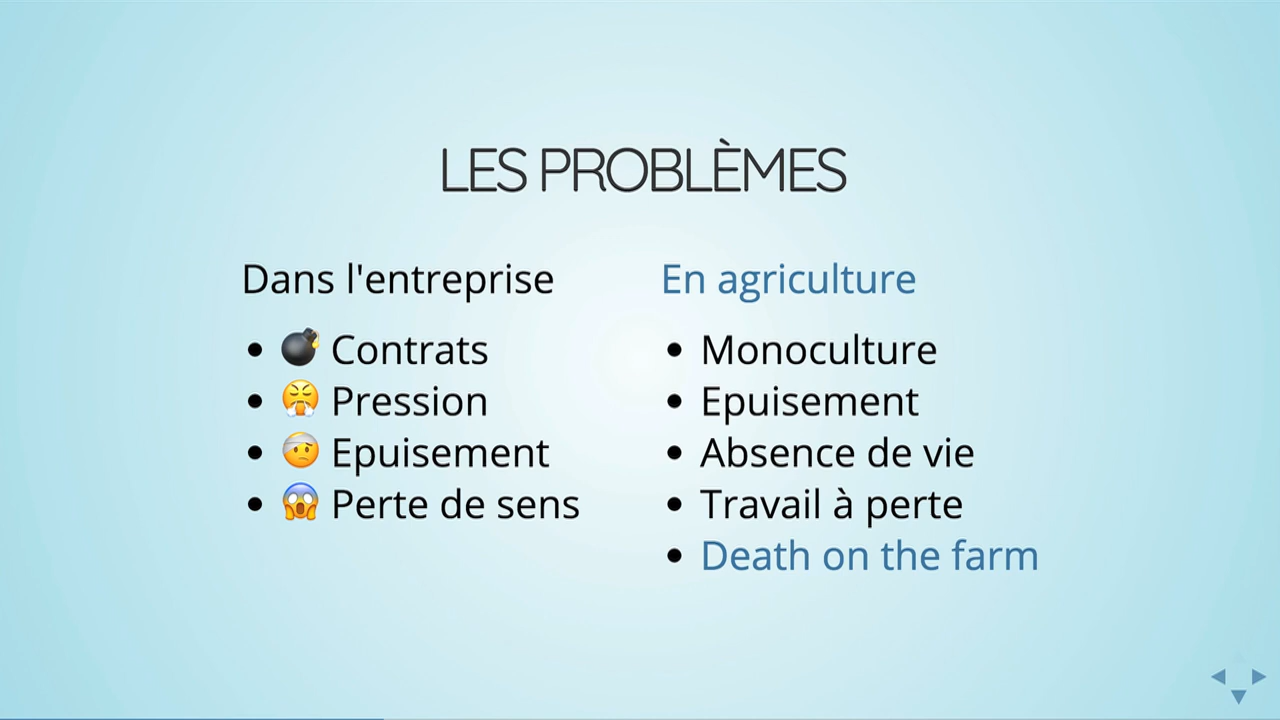 LES PROBLÈMES
Dans l'entreprise
💣 Contrats
😤 Pression
🤕 Epuisement
😱 Perte de sens
En agriculture
Monoculture
Epuisement
Absence de vie
Travail à perte
Death on the farm